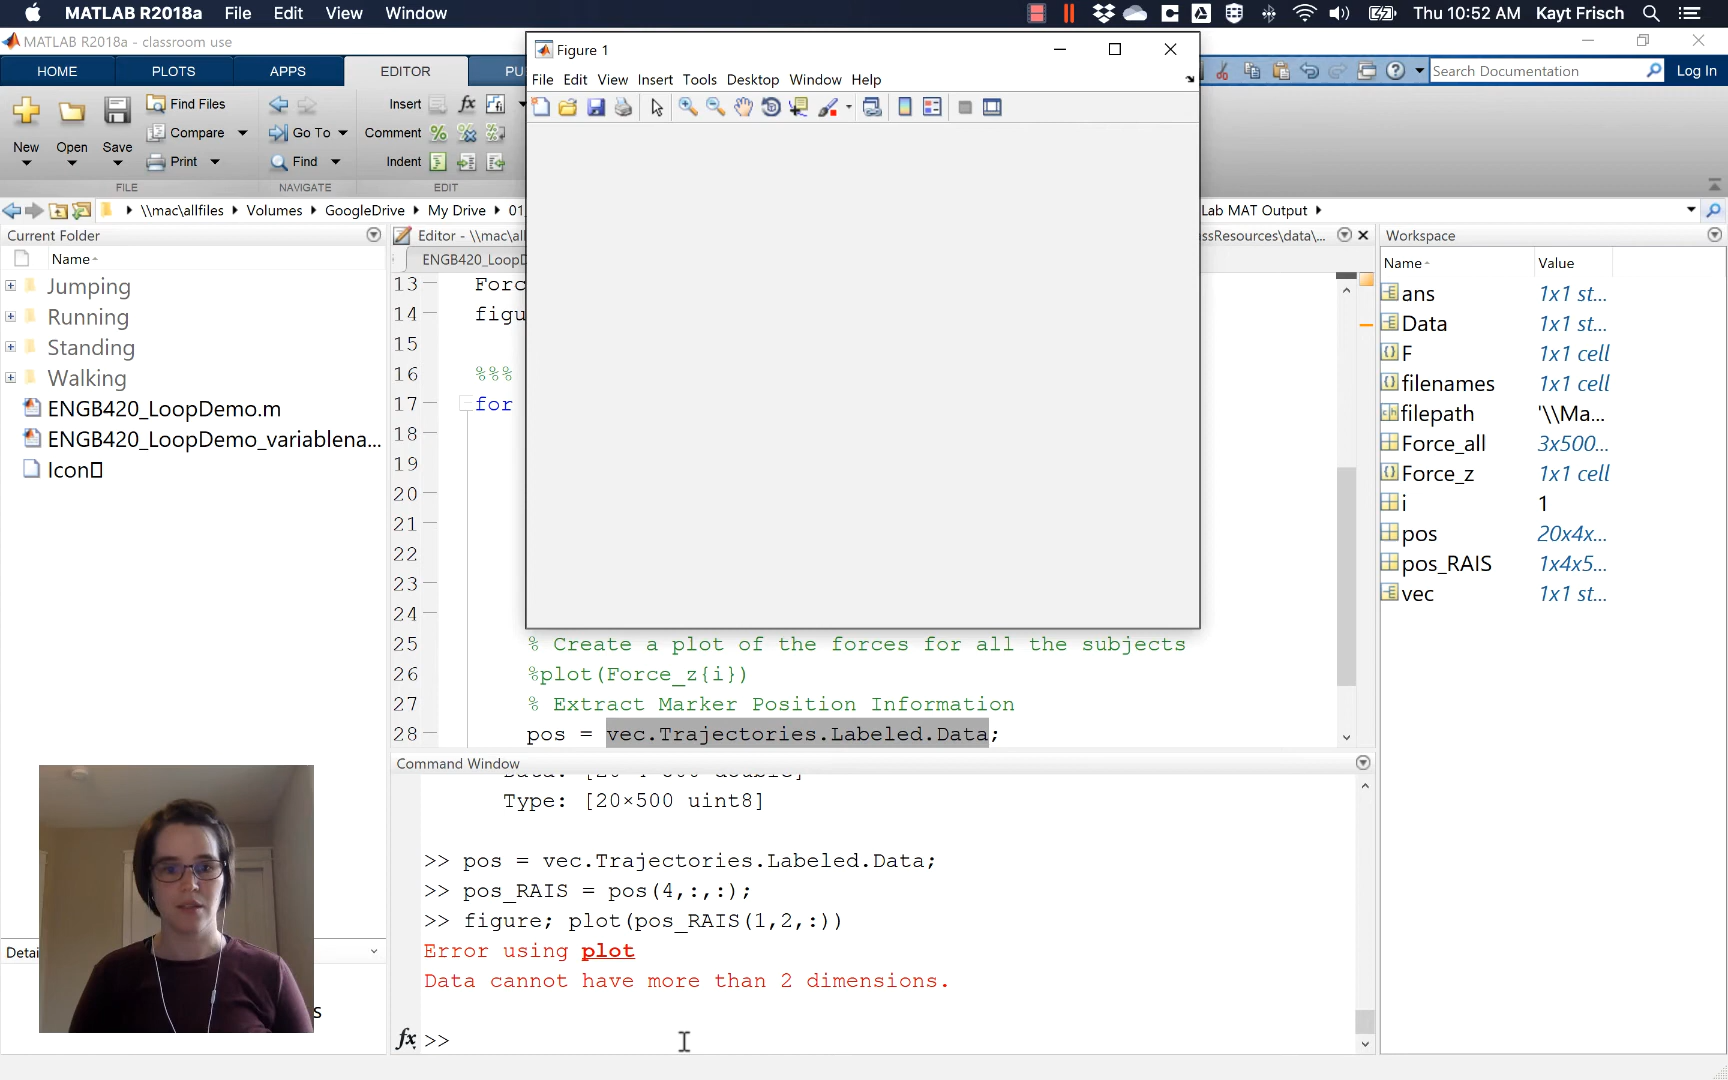 MATLAB R2018a File Edit View Window
Thu 10:52 AM Kayt Frisch
MATLAB R2018a - classroom use
HOME PLOTS APPS EDITOR PU
Search Documentation
Log In
New
Open
Save
Find Files
Compare
Print
Go To
Find
Insert
Comment
Indent
FILE NAVIGATE EDIT
\\mac\allfiles Volumes GoogleDrive My Drive 01
Lab MAT Output
Current Folder
Name
Jumping
Running
Standing
Walking
ENGB420_LoopDemo.m
ENGB420_LoopDemo_variablena...
Icon
Detai
s
Figure 1
File Edit View Insert Tools Desktop Window Help
Editor - \\mac\al
ssResources\data\...
ENGB420_LoopD
13 Forc
14 figu
15
16 %%%
17 for
18
19
20
21
22
23
24
25 % Create a plot of the forces for all the subjects
26 %plot(Force_z{i})
27 % Extract Marker Position Information
28 pos = vec.Trajectories.Labeled.Data;
Command Window
Type: [20×500 uint8]
>> pos = vec.Trajectories.Labeled.Data;
>> pos_RAIS = pos(4,:,:);
>> figure; plot(pos_RAIS(1,2,:))
Error using plot
Data cannot have more than 2 dimensions.
fx >>
Workspace
Name Value
ans 1x1 st...
Data 1x1 st...
F 1x1 cell
filenames 1x1 cell
filepath '\\Ma...
Force_all 3x500...
Force_z 1x1 cell
i 1
pos 20x4x...
pos_RAIS 1x4x5...
vec 1x1 st...